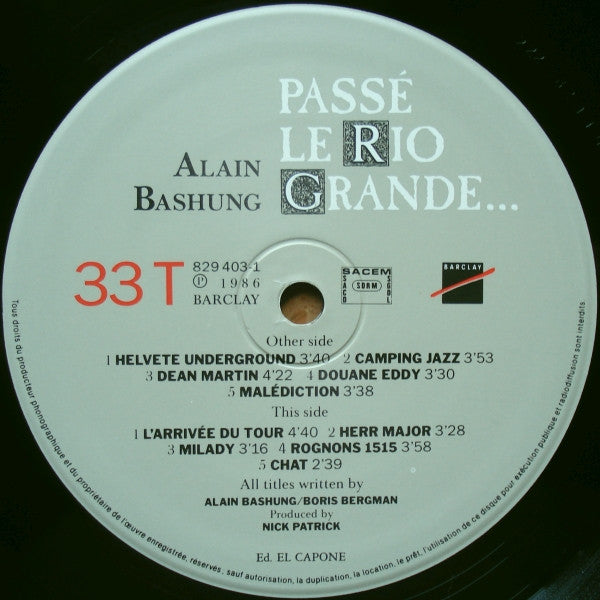 PASSÉ
LE RIO
GRANDE...
ALAIN
BASHUNG
33 T
829 403-1
℗ 1986
BARCLAY
SACEM
SACD
SDRM
SGDL
BARCLAY
Other side
1 HELVETE UNDERGROUND 3'40 2 CAMPING JAZZ 3'53
3 DEAN MARTIN 4'22 4 DOUANE EDDY 3'30
5 MALÉDICTION 3'38
This side
1 L'ARRIVÉE DU TOUR 4'40 2 HERR MAJOR 3'28
3 MILADY 3'16 4 ROGNONS 1515 3'58
5 CHAT 2'39
All titles written by
ALAIN BASHUNG/BORIS BERGMAN
Produced by
NICK PATRICK
Ed. EL CAPONE
Tous droits du producteur phonographique et du propriétaire de l'œuvre enregistrée, réservés, sauf autorisation, la duplication, la location, le prêt, l'utilisation de ce disque pour exécution publique et radiodiffusion sont interdits